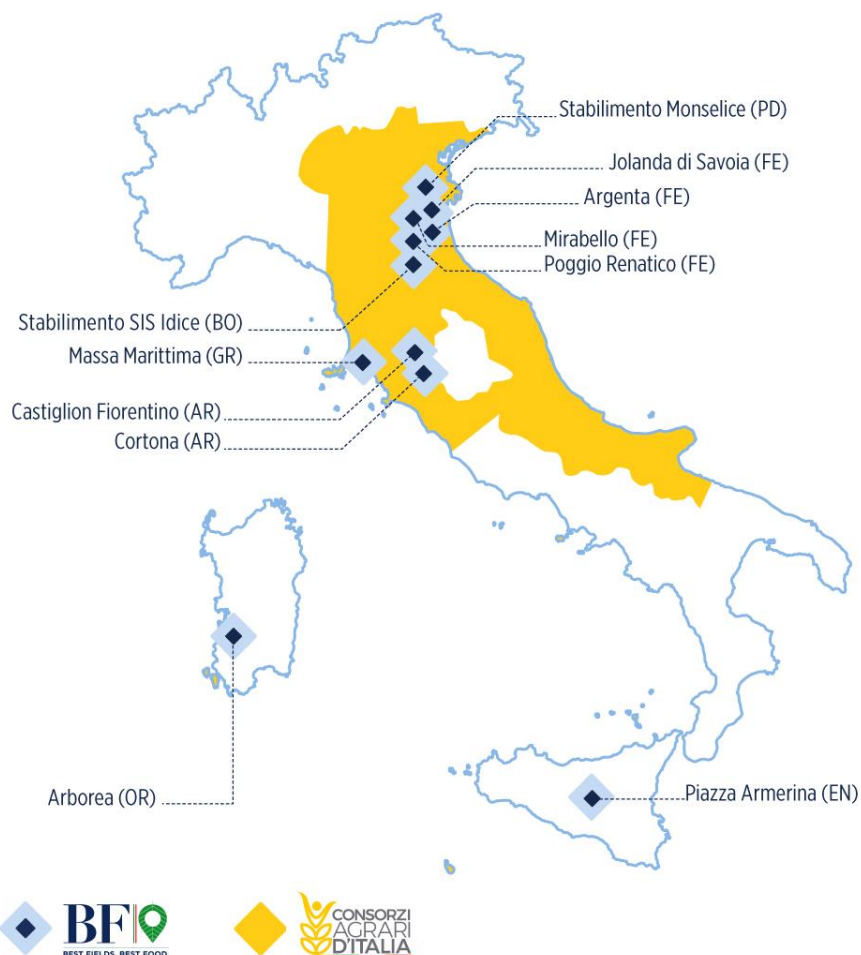 Stabilimento Monselice (PD)
Jolanda di Savoia (FE)
Argenta (FE)
Mirabello (FE)
Poggio Renatico (FE)
Stabilimento SIS Idice (BO)
Massa Marittima (GR)
Castiglion Fiorentino (AR)
Cortona (AR)
Arborea (OR)
Piazza Armerina (EN)
BF
BEST FIELDS. BEST FOOD.
CONSORZI
AGRARI
D'ITALIA